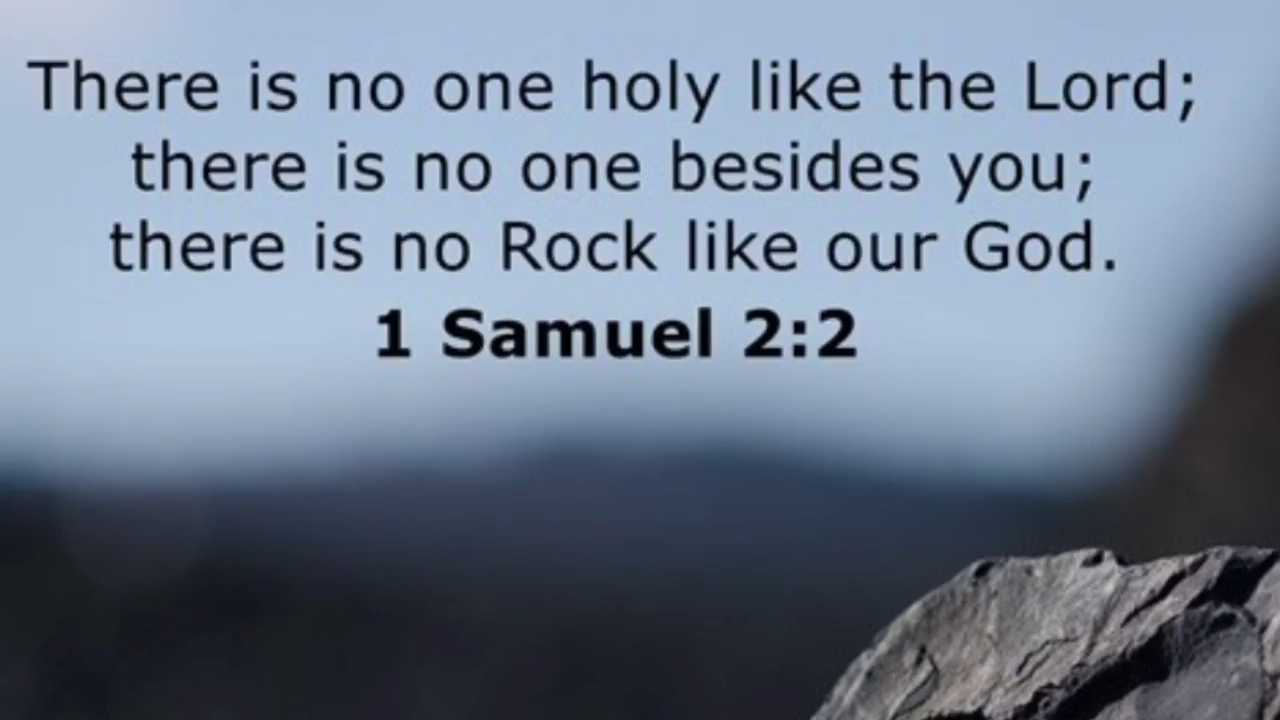 There is no one holy like the Lord;
there is no one besides you;
there is no Rock like our God.
1 Samuel 2:2